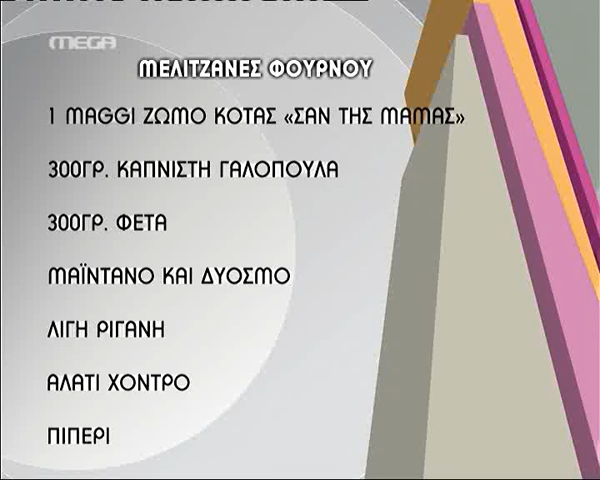 MEGA
ΜΕΛΙΤΖΑΝΕΣ ΦΟΥΡΝΟΥ
1 MAGGI ΖΩΜΟ ΚΟΤΑΣ «ΣΑΝ ΤΗΣ ΜΑΜΑΣ»
300ΓΡ. ΚΑΠΝΙΣΤΗ ΓΑΛΟΠΟΥΛΑ
300ΓΡ. ΦΕΤΑ
ΜΑΪΝΤΑΝΟ ΚΑΙ ΔΥΟΣΜΟ
ΛΙΓΗ ΡΙΓΑΝΗ
ΑΛΑΤΙ ΧΟΝΤΡΟ
ΠΙΠΕΡΙ